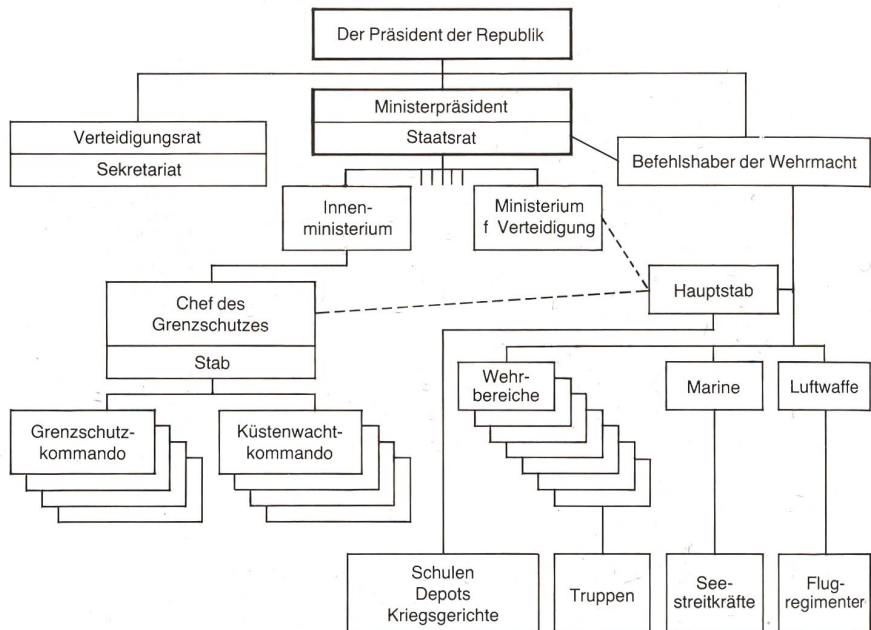 Der Präsident der Republik
Ministerpräsident
Staatsrat
Verteidigungsrat
Sekretariat
Befehlshaber der Wehrmacht
Innen-
ministerium
Ministerium
f Verteidigung
Chef des
Grenzschutzes
Stab
Hauptstab
Wehr-
bereiche
Marine
Luftwaffe
Grenzschutz-
kommando
Küstenwacht-
kommando
Schulen
Depots
Kriegsgerichte
Truppen
See-
streitkräfte
Flug-
regimenter